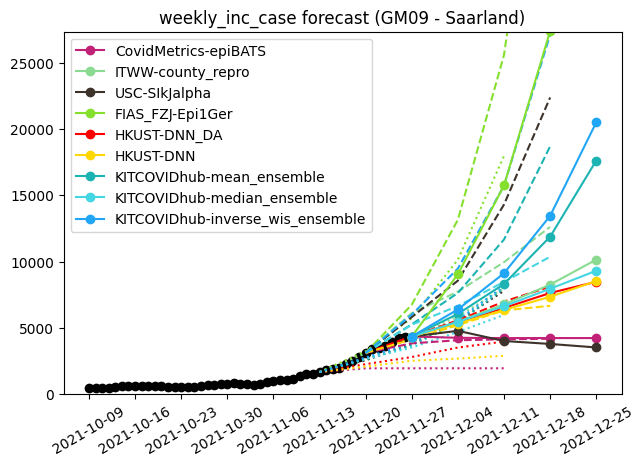 weekly_inc_case forecast (GM09 - Saarland)
25000
20000
15000
10000
5000
0
CovidMetrics-epiBATS
ITWW-county_repro
USC-SIkJalpha
FIAS_FZJ-Epi1Ger
HKUST-DNN_DA
HKUST-DNN
KITCOVIDhub-mean_ensemble
KITCOVIDhub-median_ensemble
KITCOVIDhub-inverse_wis_ensemble
2021-10-09
2021-10-16
2021-10-23
2021-10-30
2021-11-06
2021-11-13
2021-11-20
2021-11-27
2021-12-04
2021-12-11
2021-12-18
2021-12-25